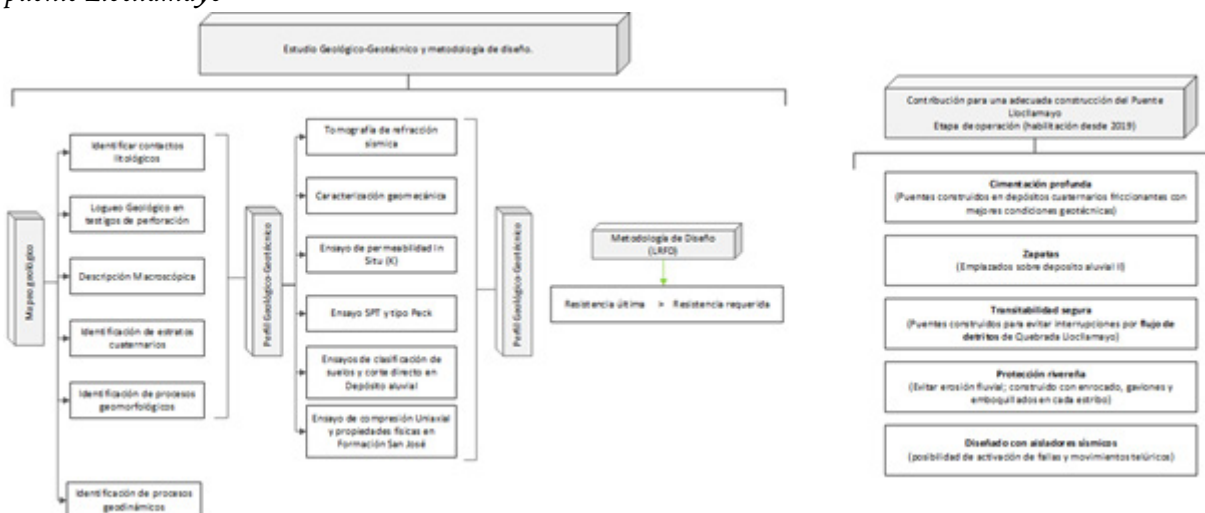 puente Llocllamayo
Estudio Geológico-Geotécnico y metodología de diseño.
Mapeo geológico
Identificar contactos
litológicos
Logueo Geológico en
testigos de perforación
Descripción Macroscópica
Identificación de estratos
cuaternarios
Identificación de procesos
geomorfológicos
Identificación de procesos
geodinámicos
Perfil Geológico-Geotécnico
Tomografía de refracción
sísmica
Caracterización geomecánica
Ensayo de permeabilidad In
Situ (K)
Ensayo SPT y tipo Peck
Ensayos de clasificación de
suelos y corte directo en
Depósito aluvial
Ensayo de compresión Uniaxial
y propiedades físicas en
Formación San José
Perfil Geológico-Geotécnico
Metodología de Diseño
(LRFD)
Resistencia última > Resistencia requerida
Contribución para una adecuada construcción del Puente
Llocllamayo
Etapa de operación (habilitación desde 2019)
Cimentación profunda
(Puentes construidos en depósitos cuaternarios friccionantes con
mejores condiciones geotécnicas)
Zapatas
(Emplazados sobre deposito aluvial II)
Transitabilidad segura
(Puentes construidos para evitar interrupciones por flujo de
detritos de Quebrada Llocllamayo)
Protección rivereña
(Evitar erosión fluvial; construido con enrocado, gaviones y
emboquillados en cada estribo)
Diseñado con aisladores sísmicos
(posibilidad de activación de fallas y movimientos telúricos)